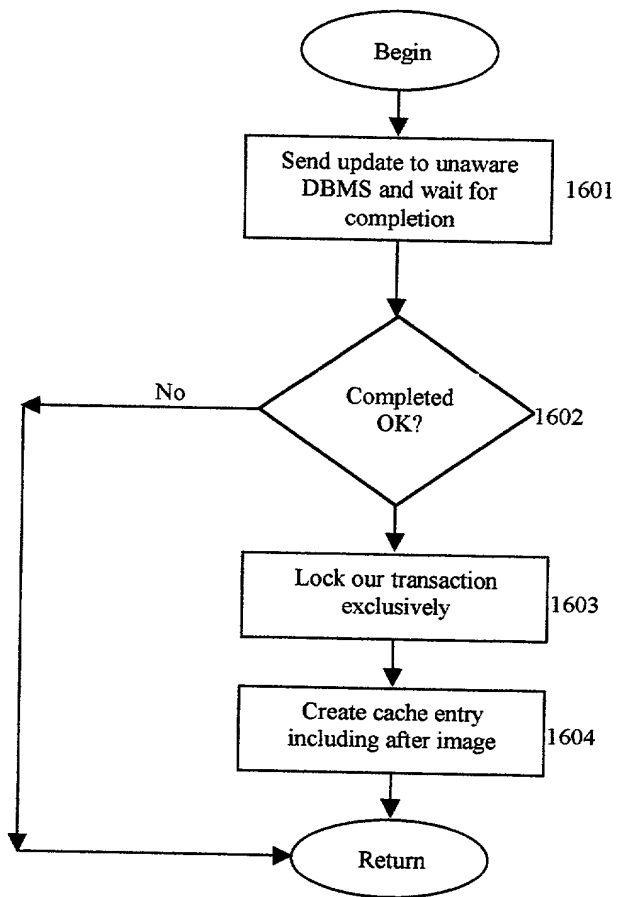 Begin
Send update to unaware
DBMS and wait for
completion
1601
No
Completed
OK?
1602
Lock our transaction
exclusively
1603
Create cache entry
including after image
1604
Return